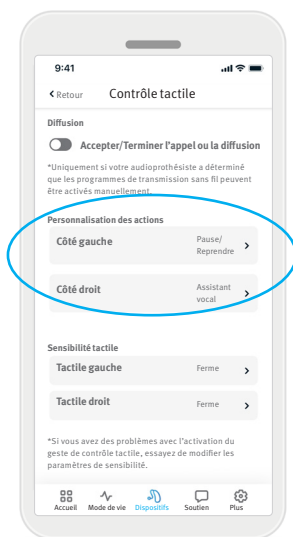 9:41
Retour
Contrôle tactile
Diffusion
Accepter/Terminer l'appel ou la diffusion
*Uniquement si votre audioprothésiste a déterminé
que les programmes de transmission sans fil peuvent
être activés manuellement.
Personnalisation des actions
Côté gauche
Pause/
Reprendre
Côté droit
Assistant
vocal
Sensibilité tactile
Tactile gauche
Ferme
Tactile droit
Ferme
*Si vous avez des problèmes avec l'activation du
geste de contrôle tactile, essayez de modifier les
paramètres de sensibilité.
Accueil Mode de vie Dispositifs Soutien Plus